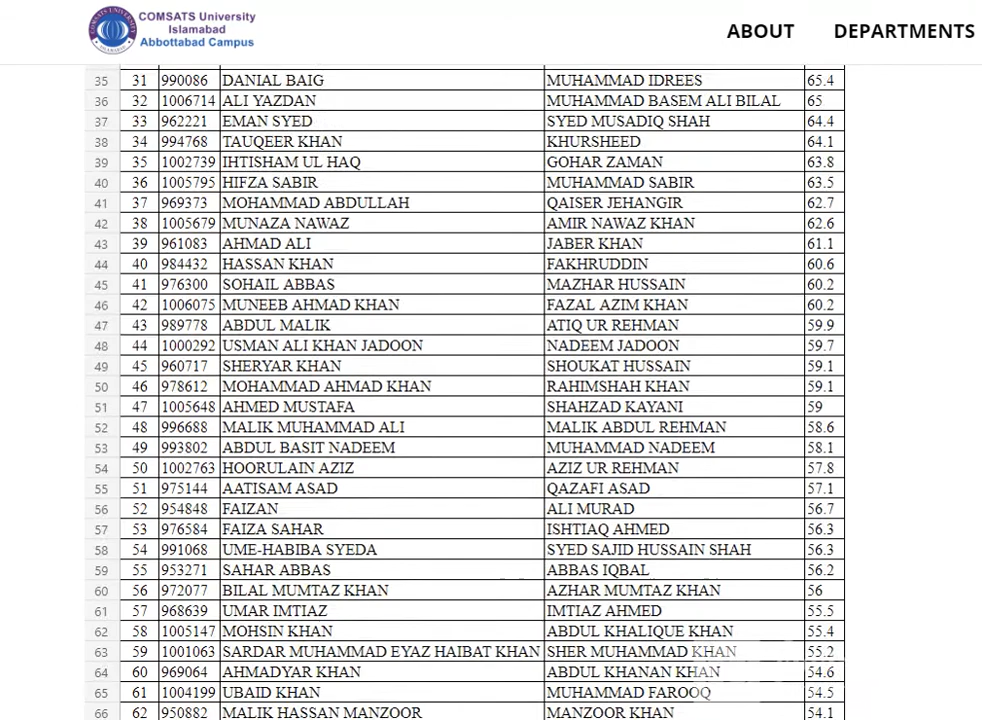 COMSATS University
Islamabad
Abbottabad Campus
ABOUT DEPARTMENTS
35 31 990086 DANIAL BAIG MUHAMMAD IDREES 65.4
36 32 1006714 ALI YAZDAN MUHAMMAD BASEM ALI BILAL 65
37 33 962221 EMAN SYED SYED MUSADIQ SHAH 64.4
38 34 994768 TAUQEER KHAN KHURSHEED 64.1
39 35 1002739 IHTISHAM UL HAQ GOHAR ZAMAN 63.8
40 36 1005795 HIFZA SABIR MUHAMMAD SABIR 63.5
41 37 969373 MOHAMMAD ABDULLAH QAISER JEHANGIR 62.7
42 38 1005679 MUNAZA NAWAZ AMIR NAWAZ KHAN 62.6
43 39 961083 AHMAD ALI JABER KHAN 61.1
44 40 984432 HASSAN KHAN FAKHRUDDIN 60.6
45 41 976300 SOHAIL ABBAS MAZHAR HUSSAIN 60.2
46 42 1006075 MUNEEB AHMAD KHAN FAZAL AZIM KHAN 60.2
47 43 989778 ABDUL MALIK ATIQ UR REHMAN 59.9
48 44 1000292 USMAN ALI KHAN JADOON NADEEM JADOON 59.7
49 45 960717 SHERYAR KHAN SHOUKAT HUSSAIN 59.1
50 46 978612 MOHAMMAD AHMAD KHAN RAHIMSHAH KHAN 59.1
51 47 1005648 AHMED MUSTAFA SHAHZAD KAYANI 59
52 48 996688 MALIK MUHAMMAD ALI MALIK ABDUL REHMAN 58.6
53 49 993802 ABDUL BASIT NADEEM MUHAMMAD NADEEM 58.1
54 50 1002763 HOORULAIN AZIZ AZIZ UR REHMAN 57.8
55 51 975144 AATISAM ASAD QAZAFI ASAD 57.1
56 52 954848 FAIZAN ALI MURAD 56.7
57 53 976584 FAIZA SAHAR ISHTIAQ AHMED 56.3
58 54 991068 UME-HABIBA SYEDA SYED SAJID HUSSAIN SHAH 56.3
59 55 953271 SAHAR ABBAS ABBAS IQBAL 56.2
60 56 972077 BILAL MUMTAZ KHAN AZHAR MUMTAZ KHAN 56
61 57 968639 UMAR IMTIAZ IMTIAZ AHMED 55.5
62 58 1005147 MOHSIN KHAN ABDUL KHALIQUE KHAN 55.4
63 59 1001063 SARDAR MUHAMMAD EYAZ HAIBAT KHAN SHER MUHAMMAD KHAN 55.2
64 60 969064 AHMADYAR KHAN ABDUL KHANAN KHAN 54.6
65 61 1004199 UBAID KHAN MUHAMMAD FAROOQ 54.5
66 62 950882 MALIK HASSAN MANZOOR MANZOOR KHAN 54.1